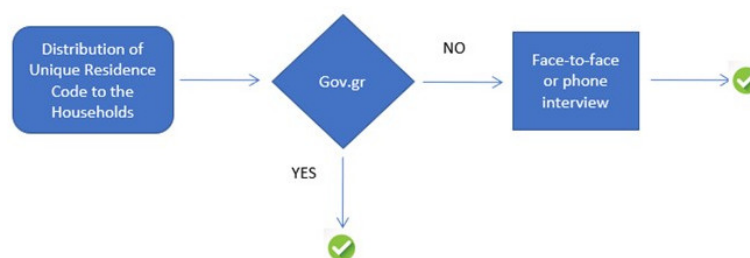 Distribution of
Unique Residence
Code to the
Households
Gov.gr
NO
Face-to-face
or phone
interview
YES